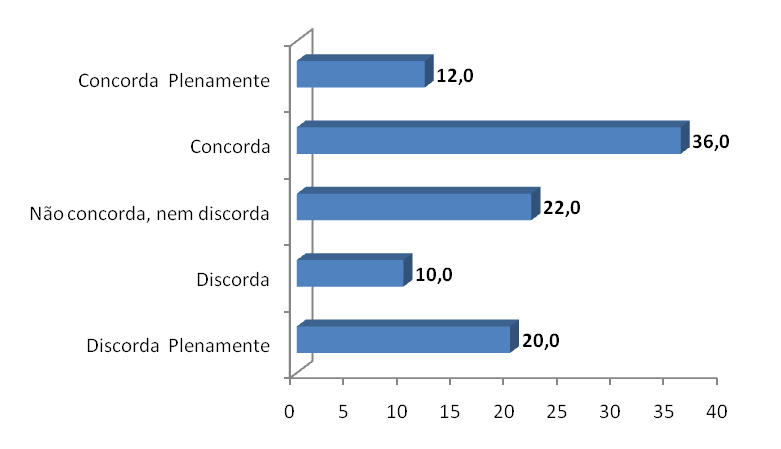 Concorda Plenamente
12,0
Concorda
36,0
Não concorda, nem discorda
22,0
Discorda
10,0
Discorda Plenamente
20,0
0 5 10 15 20 25 30 35 40